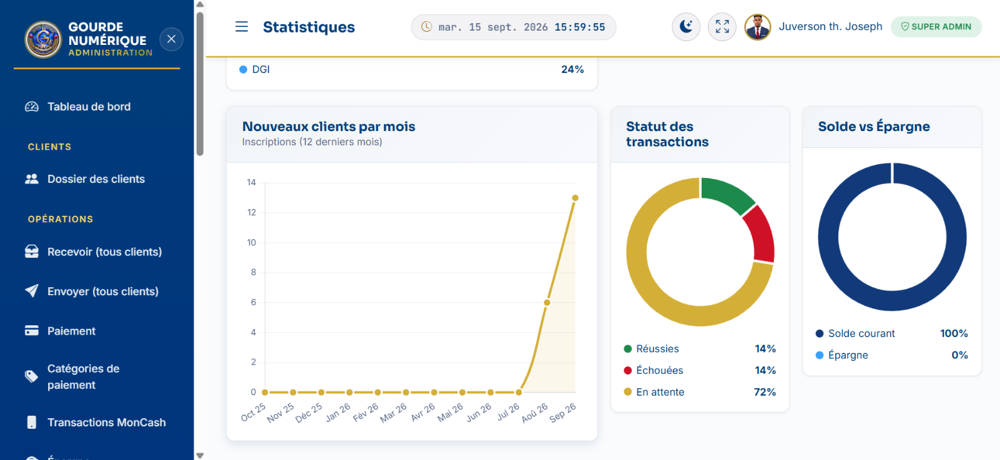 GOURDE
NUMÉRIQUE
ADMINISTRATION
Tableau de bord
CLIENTS
Dossier des clients
OPÉRATIONS
Recevoir (tous clients)
Envoyer (tous clients)
Paiement
Catégories de
paiement
Transactions MonCash
Statistiques
mar. 15 sept. 2026 15:59:55
Juverson th. Joseph
SUPER ADMIN
DGI 24%
Nouveaux clients par mois
Inscriptions (12 derniers mois)
14
12
10
8
6
4
2
0
Oct 25 Nov 25 Déc 25 Jan 26 Fév 26 Mar 26 Avr 26 Mai 26 Jun 26 Jul 26 Aoû 26 Sep 26
Statut des
transactions
Réussies 14%
Échouées 14%
En attente 72%
Solde vs Épargne
Solde courant 100%
Épargne 0%